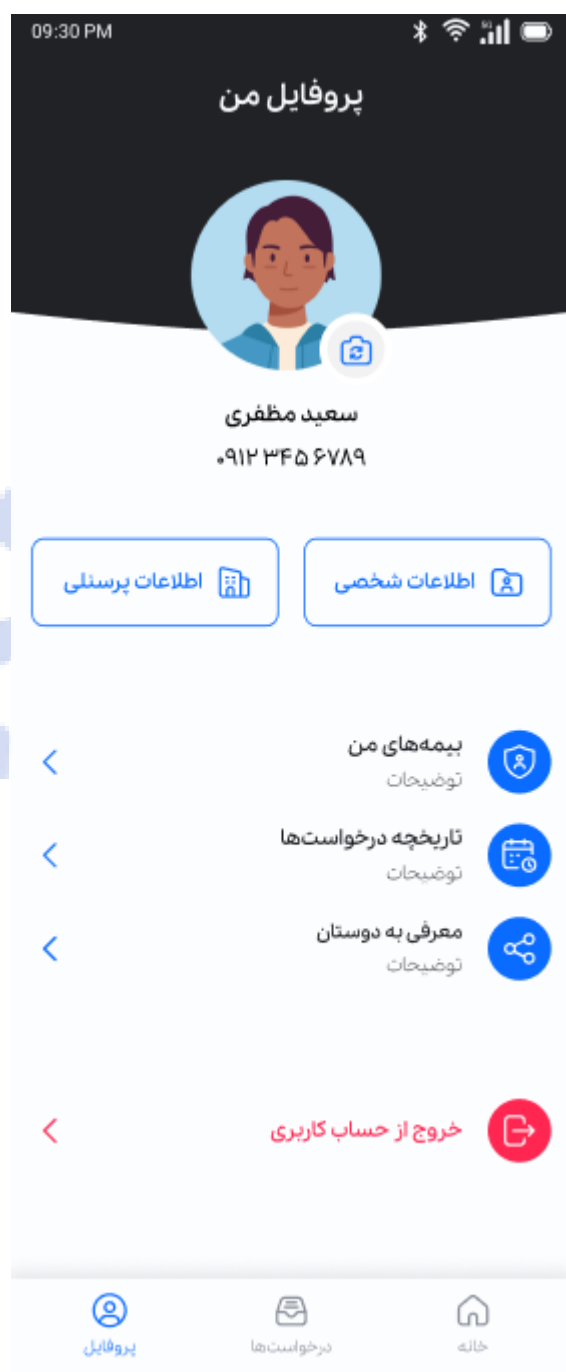 09:30 PM
5G
پروفایل من
سعید مظفری
۰۹۱۲ ۳۴۵ ۶۷۸۹
اطلاعات شخصی
اطلاعات پرسنلی
بیمه‌های من
توضیحات
تاریخچه درخواست‌ها
توضیحات
معرفی به دوستان
توضیحات
خروج از حساب کاربری
خانه
درخواست‌ها
پروفایل